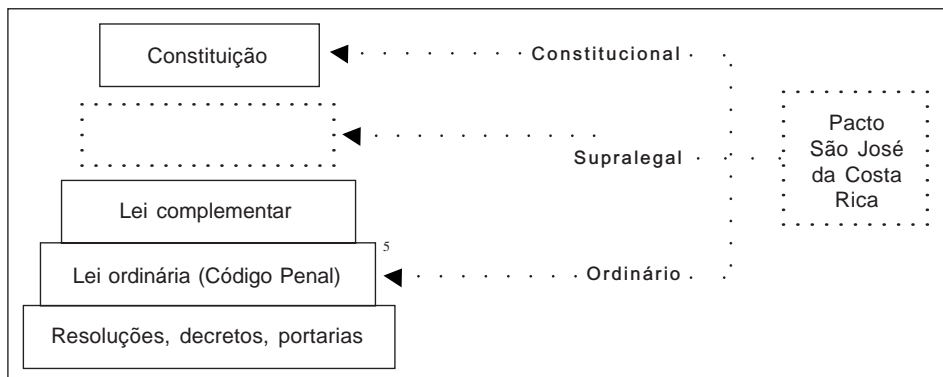 Constituição
Constitucional
Supralegal
Pacto
São José
da Costa
Rica
Lei complementar
5
Lei ordinária (Código Penal)
Ordinário
Resoluções, decretos, portarias